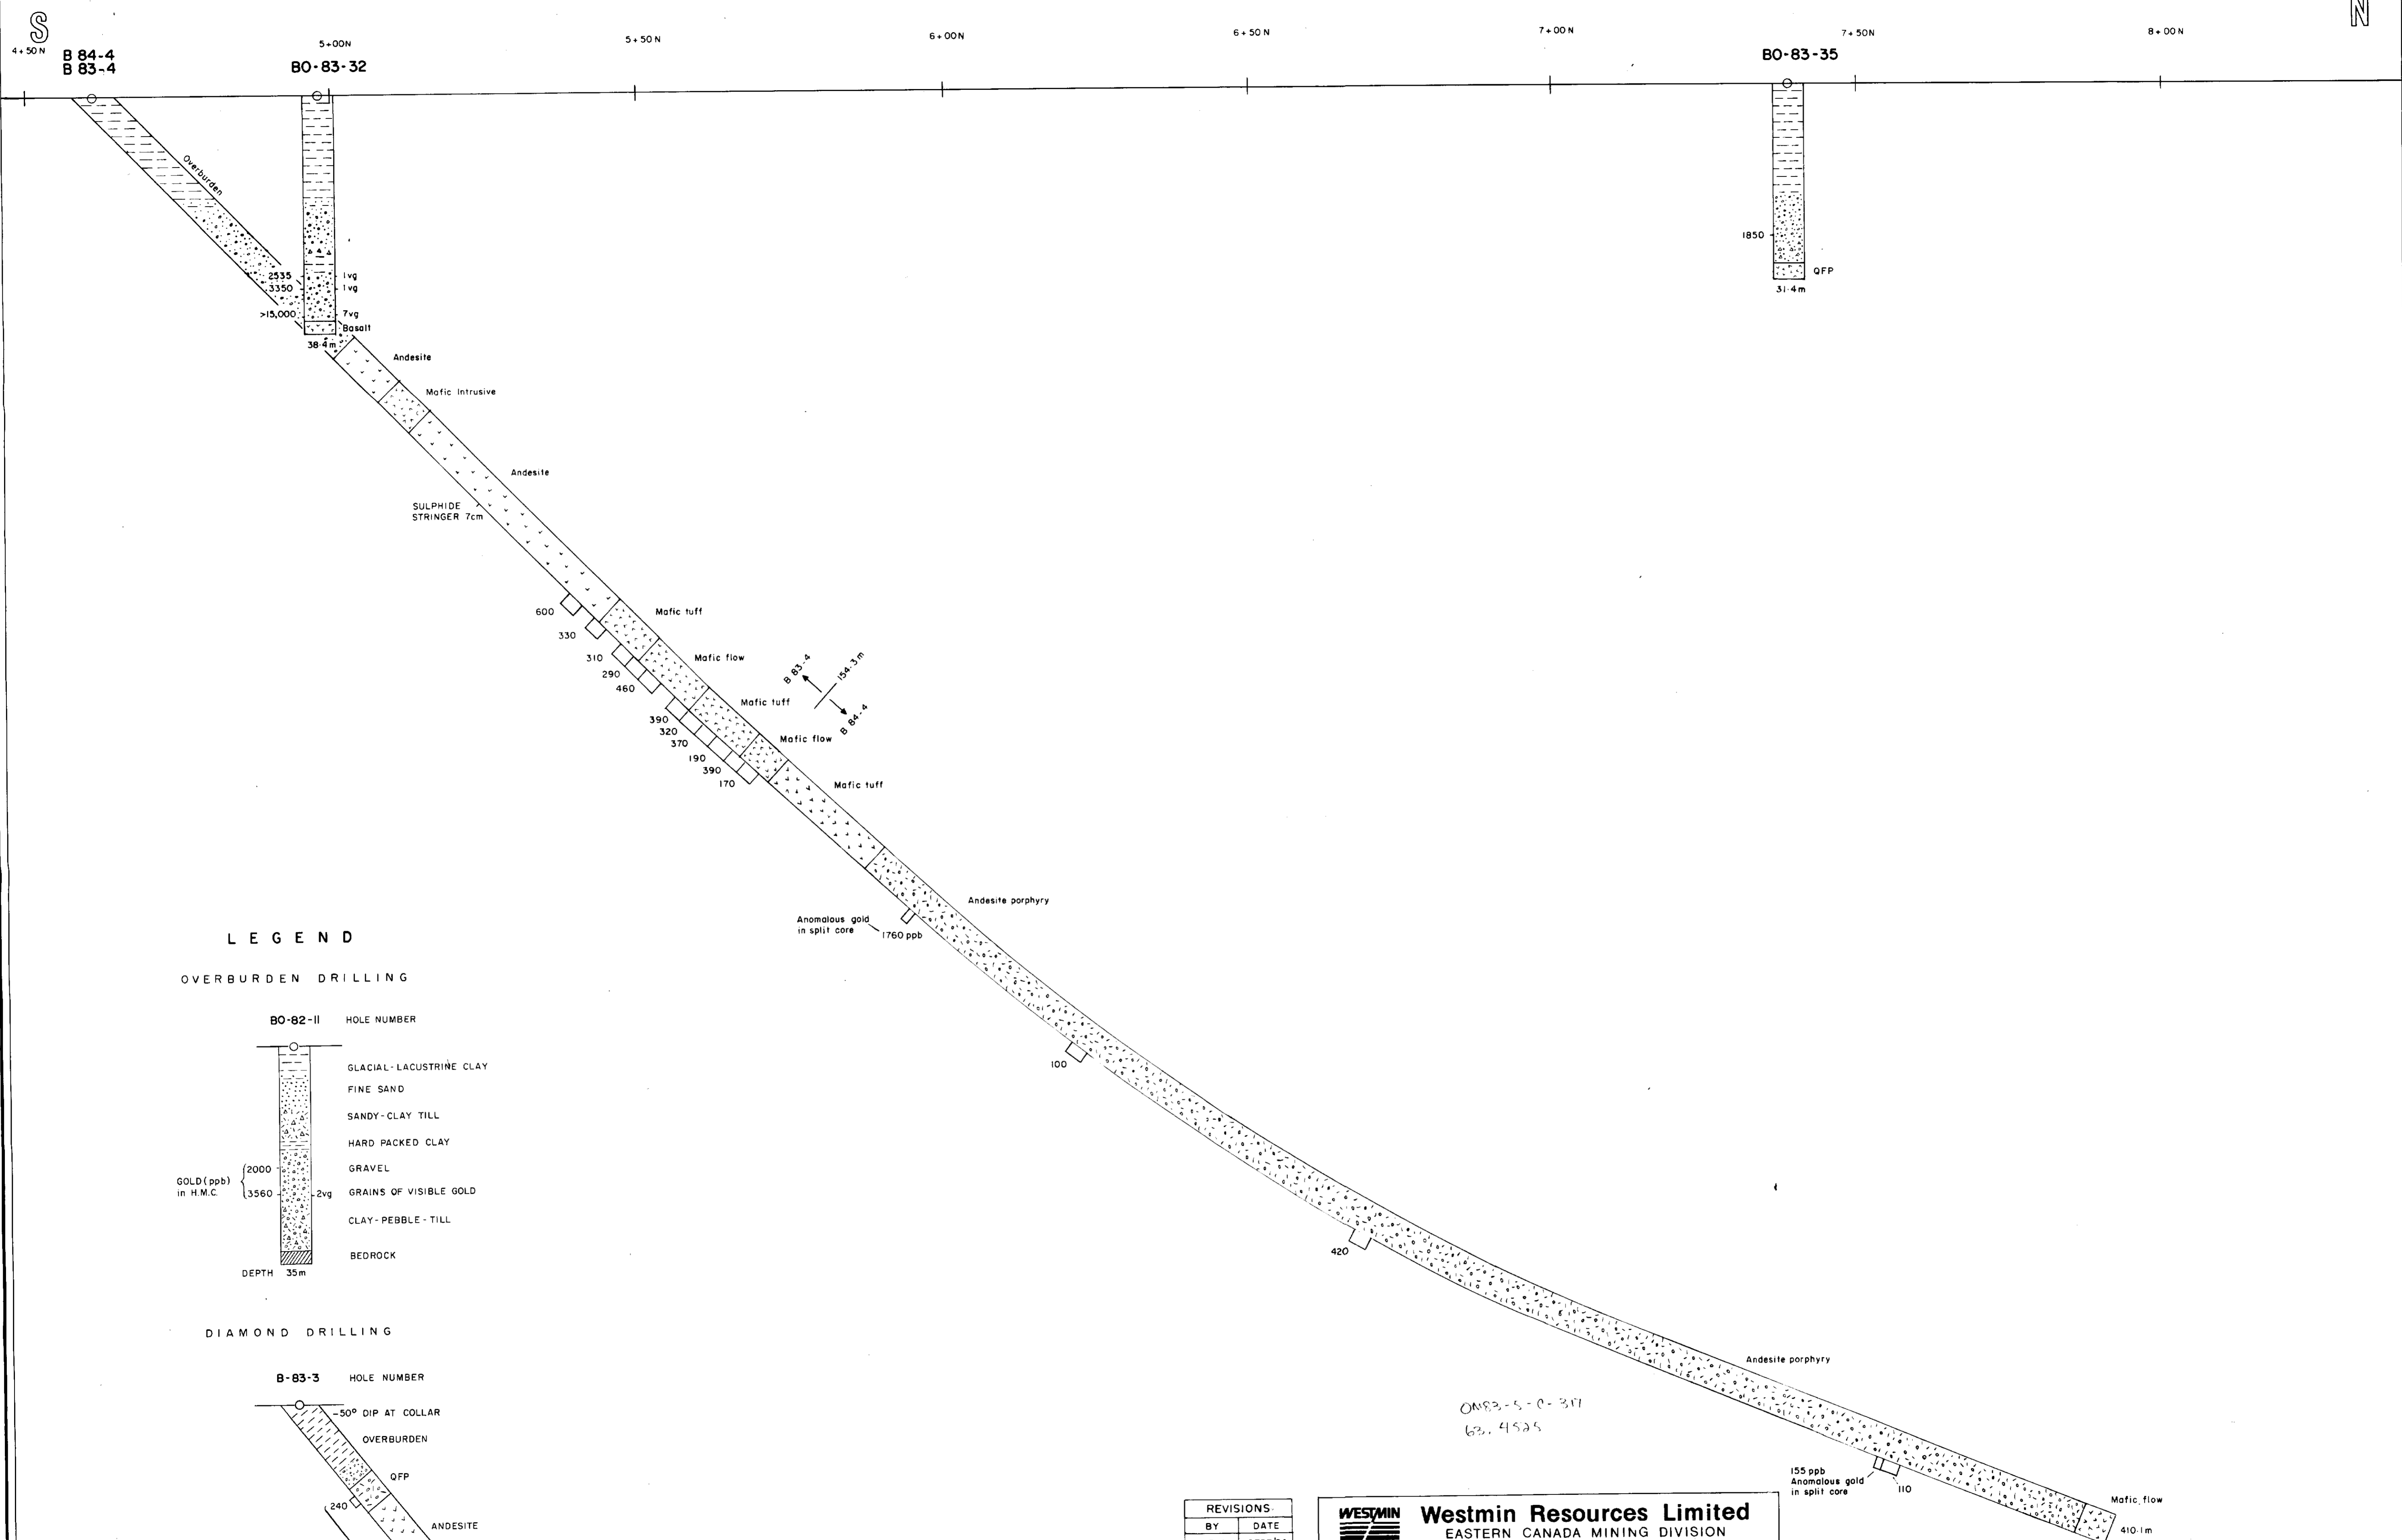 S
N
4+50N
5+00N
5+50N
6+00N
6+50N
7+00N
7+50N
8+00N
B 84-4
B 83-4
BO-83-32
BO-83-35
Overburden
2535
1vg
3350
1vg
>15,000
7vg
Basalt
38·4m
1850
QFP
31·4m
Andesite
Mafic Intrusive
Andesite
SULPHIDE
STRINGER 7cm
600
330
310
290
460
390
320
370
190
390
170
Mafic tuff
Mafic flow
Mafic tuff
Mafic flow
Mafic tuff
B 83-4
154·3m
B 84-4
Andesite porphyry
Anomalous gold
in split core
1760 ppb
100
420
Andesite porphyry
155 ppb
Anomalous gold
in split core
110
Mafic flow
410·1m
LEGEND
OVERBURDEN DRILLING
BO-82-11 HOLE NUMBER
GLACIAL-LACUSTRINE CLAY
FINE SAND
SANDY-CLAY TILL
HARD PACKED CLAY
GRAVEL
GOLD (ppb)
in H.M.C.
2000
3560
2vg
GRAINS OF VISIBLE GOLD
CLAY-PEBBLE-TILL
BEDROCK
DEPTH 35m
DIAMOND DRILLING
B-83-3 HOLE NUMBER
-50° DIP AT COLLAR
OVERBURDEN
QFP
240
ANDESITE
63.4525
REVISIONS
BY DATE
WESTMIN
Westmin Resources Limited
EASTERN CANADA MINING DIVISION